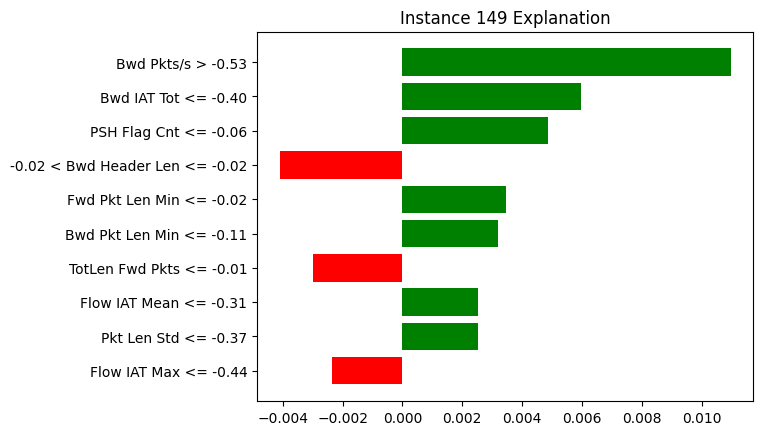 Instance 149 Explanation
Bwd Pkts/s > -0.53
Bwd IAT Tot <= -0.40
PSH Flag Cnt <= -0.06
-0.02 < Bwd Header Len <= -0.02
Fwd Pkt Len Min <= -0.02
Bwd Pkt Len Min <= -0.11
TotLen Fwd Pkts <= -0.01
Flow IAT Mean <= -0.31
Pkt Len Std <= -0.37
Flow IAT Max <= -0.44
−0.004 −0.002 0.000 0.002 0.004 0.006 0.008 0.010